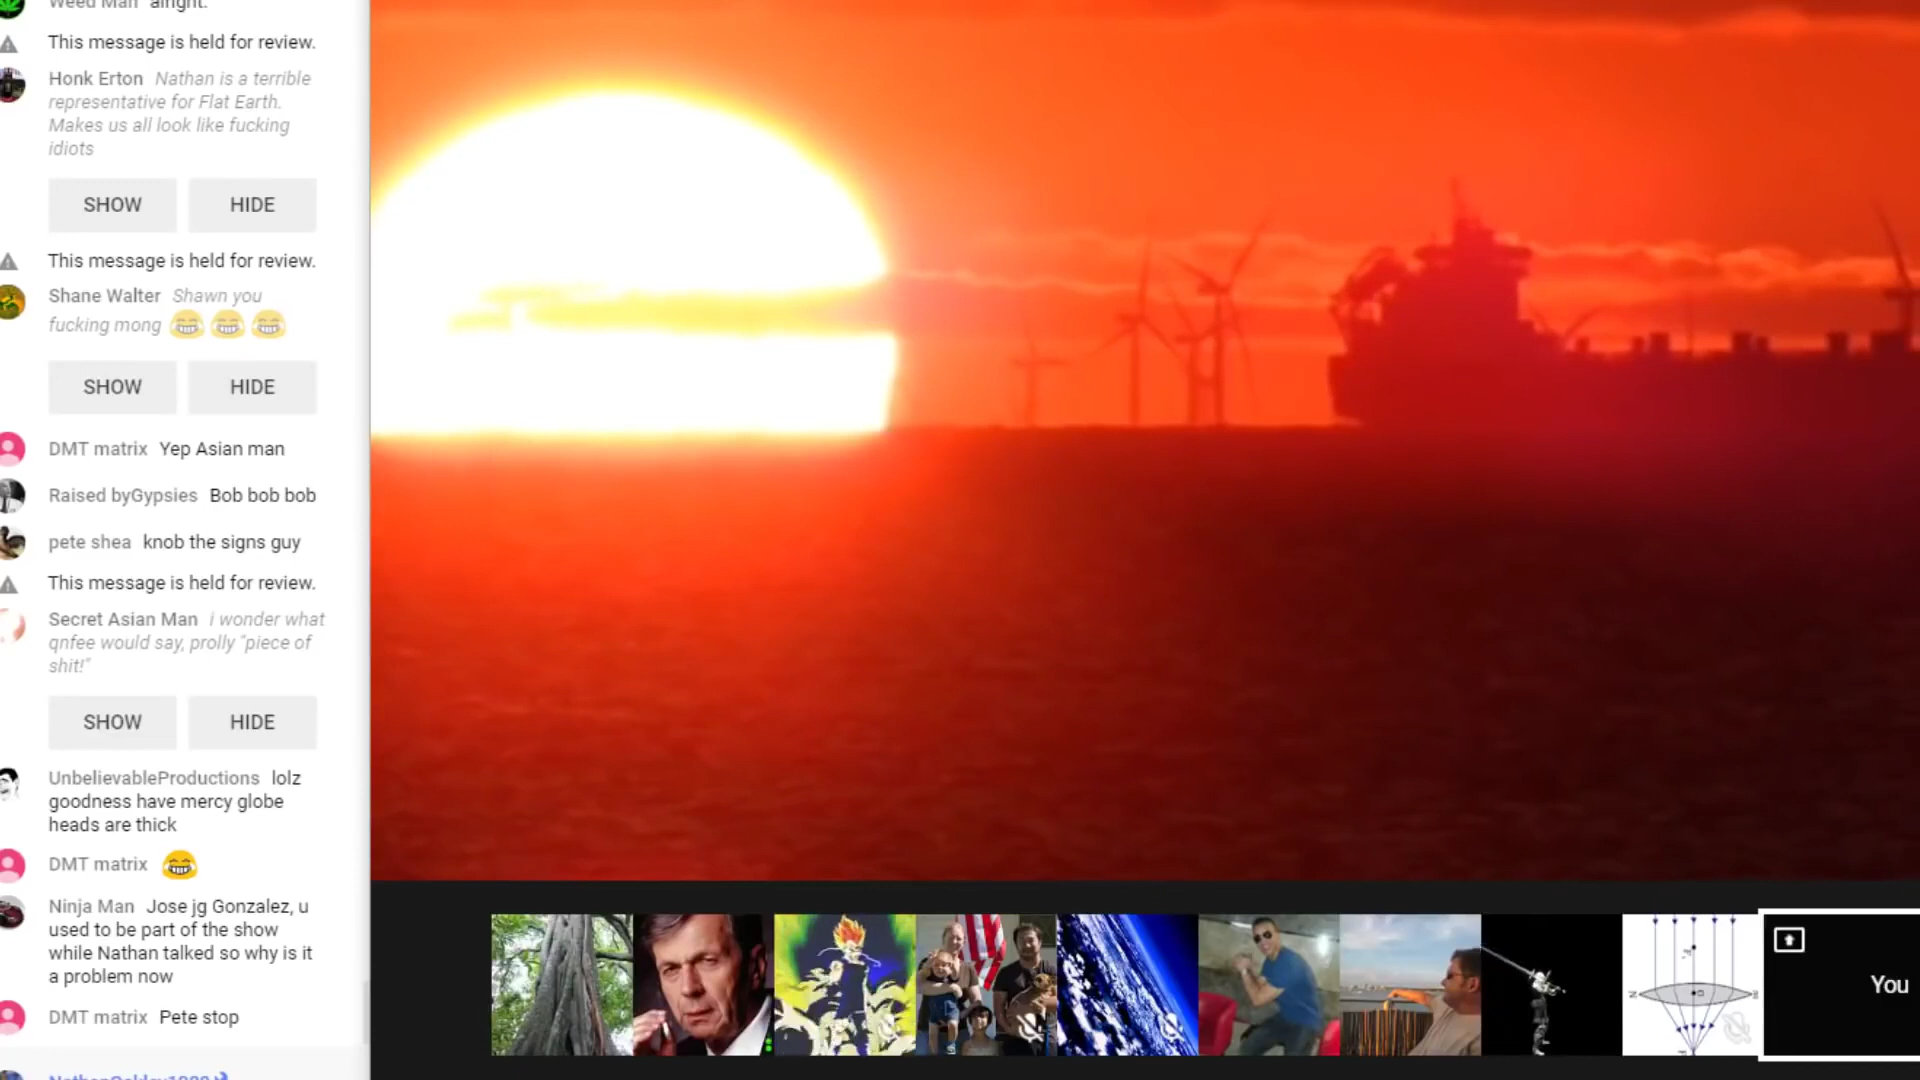 Weed Man alright.
This message is held for review.
Honk Erton Nathan is a terrible
representative for Flat Earth.
Makes us all look like fucking
idiots
SHOW HIDE
This message is held for review.
Shane Walter Shawn you
fucking mong 😂😂😂
SHOW HIDE
DMT matrix Yep Asian man
Raised byGypsies Bob bob bob
pete shea knob the signs guy
This message is held for review.
Secret Asian Man i wonder what
qnfee would say, prolly "piece of
shit!"
SHOW HIDE
UnbelievableProductions lolz
goodness have mercy globe
heads are thick
DMT matrix 😂
Ninja Man Jose jg Gonzalez, u
used to be part of the show
while Nathan talked so why is it
a problem now
DMT matrix Pete stop
You